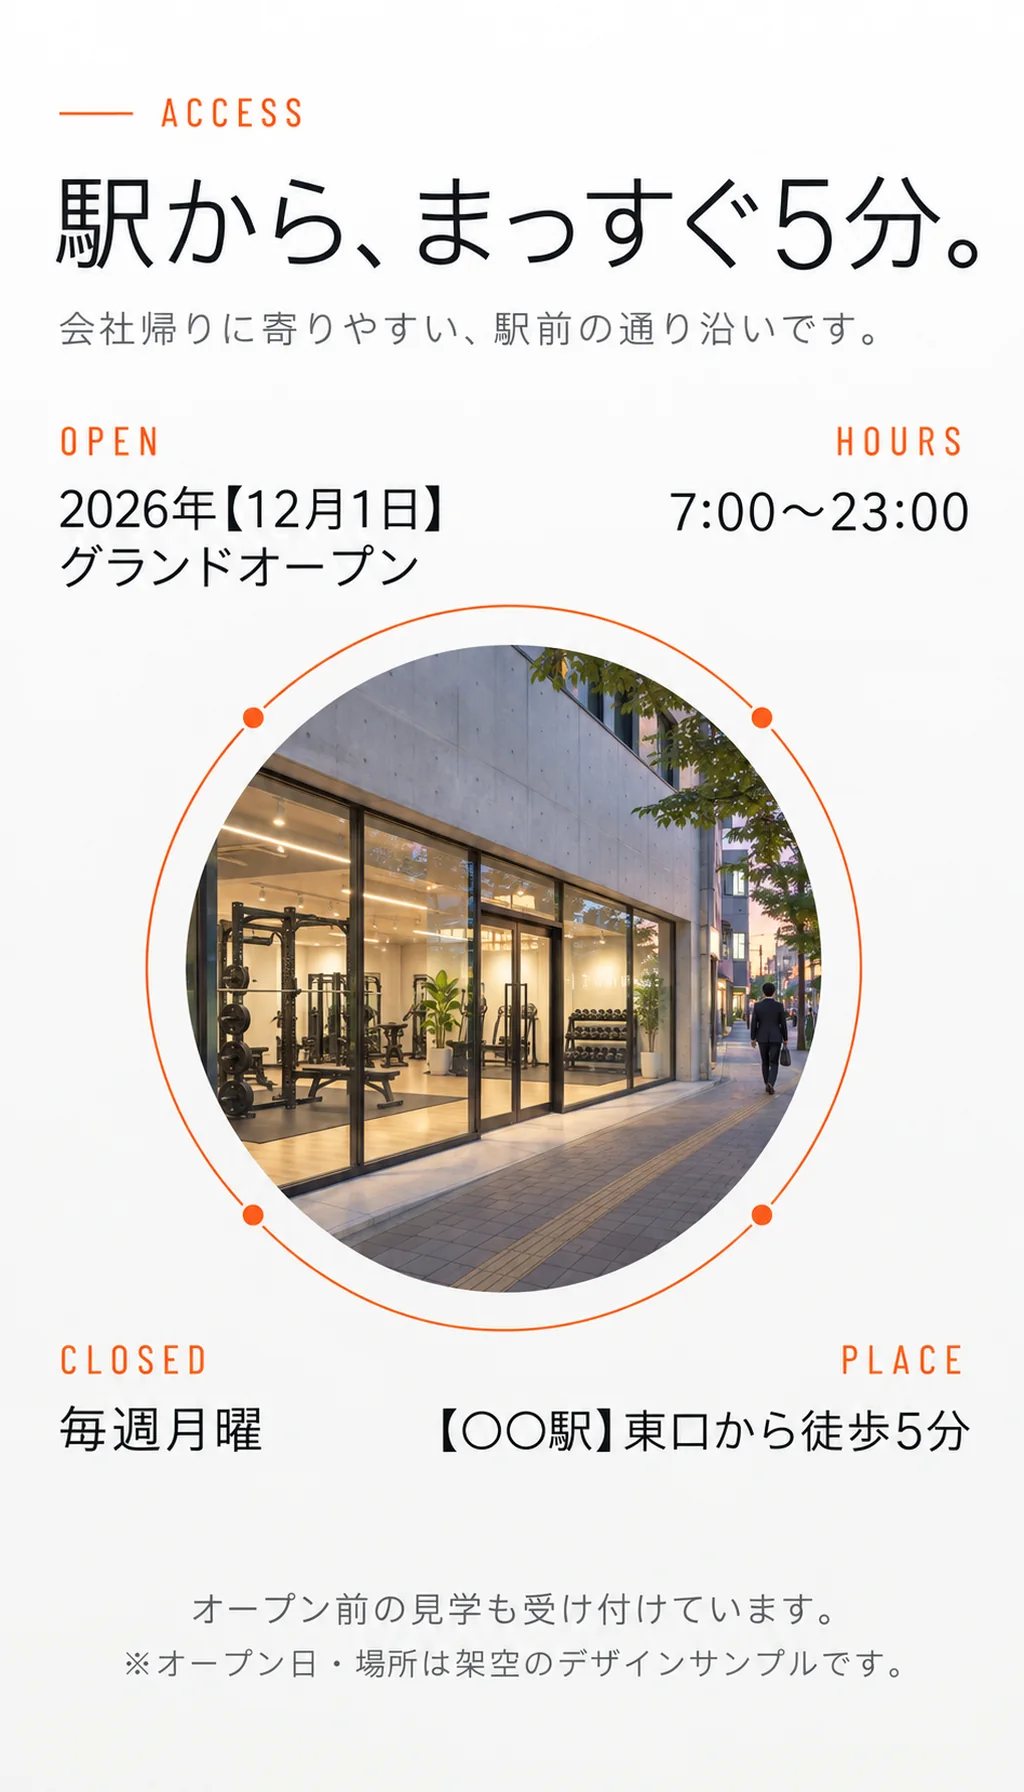 ACCESS
駅から、まっすぐ5分。
会社帰りに寄りやすい、駅前の通り沿いです。
OPEN
2026年【12月1日】
グランドオープン
HOURS
7:00〜23:00
CLOSED
毎週月曜
PLACE
【〇〇駅】東口から徒歩5分
オープン前の見学も受け付けています。
※オープン日・場所は架空のデザインサンプルです。